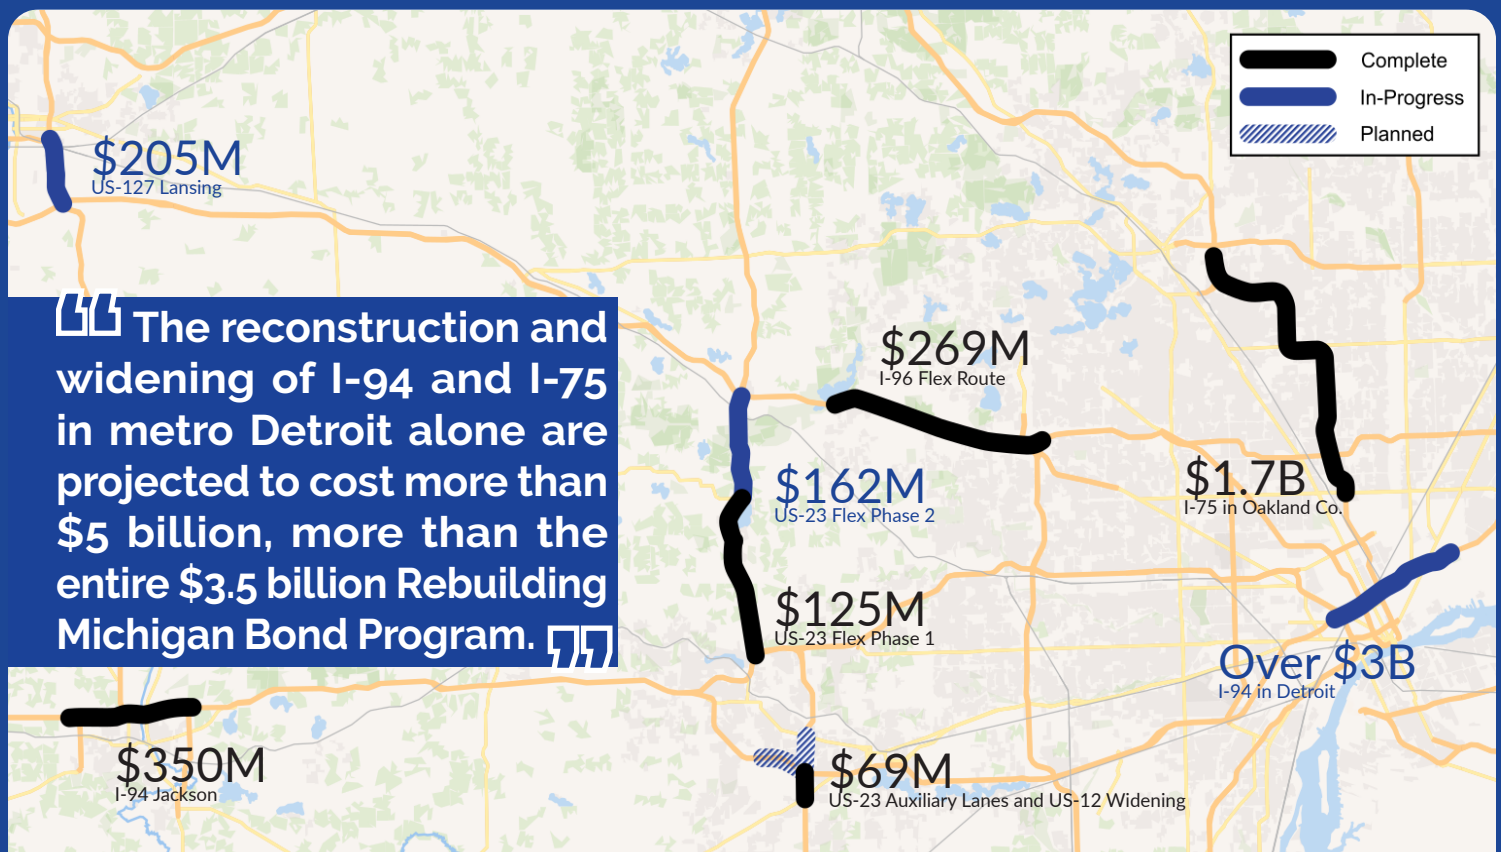 Complete
In-Progress
Planned
$205M
US-127 Lansing
“ The reconstruction and
widening of I-94 and I-75
in metro Detroit alone are
projected to cost more than
$5 billion, more than the
entire $3.5 billion Rebuilding
Michigan Bond Program. ”
$269M
I-96 Flex Route
$162M
US-23 Flex Phase 2
$1.7B
I-75 in Oakland Co.
$125M
US-23 Flex Phase 1
Over $3B
I-94 in Detroit
$350M
I-94 Jackson
$69M
US-23 Auxiliary Lanes and US-12 Widening